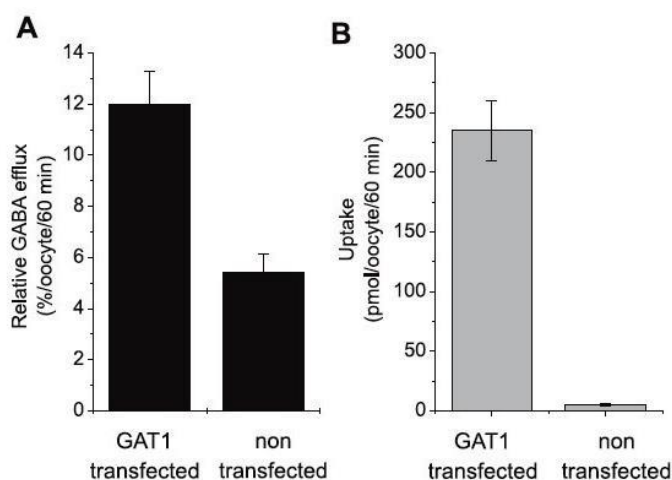 A
Relative GABA efflux
(%/oocyte/60 min)
14
12
10
8
6
4
2
0
GAT1
transfected
non
transfected
B
Uptake
(pmol/oocyte/60 min)
300
250
200
150
100
50
0
GAT1
transfected
non
transfected